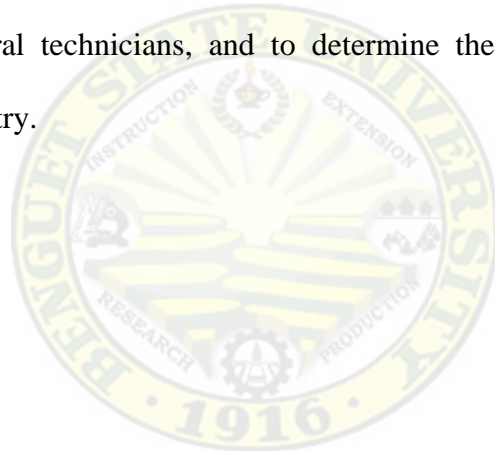 ral technicians, and to determine the
try.
BENGUET STATE UNIVERSITY
INSTRUCTION
EXTENSION
RESEARCH
PRODUCTION
1916